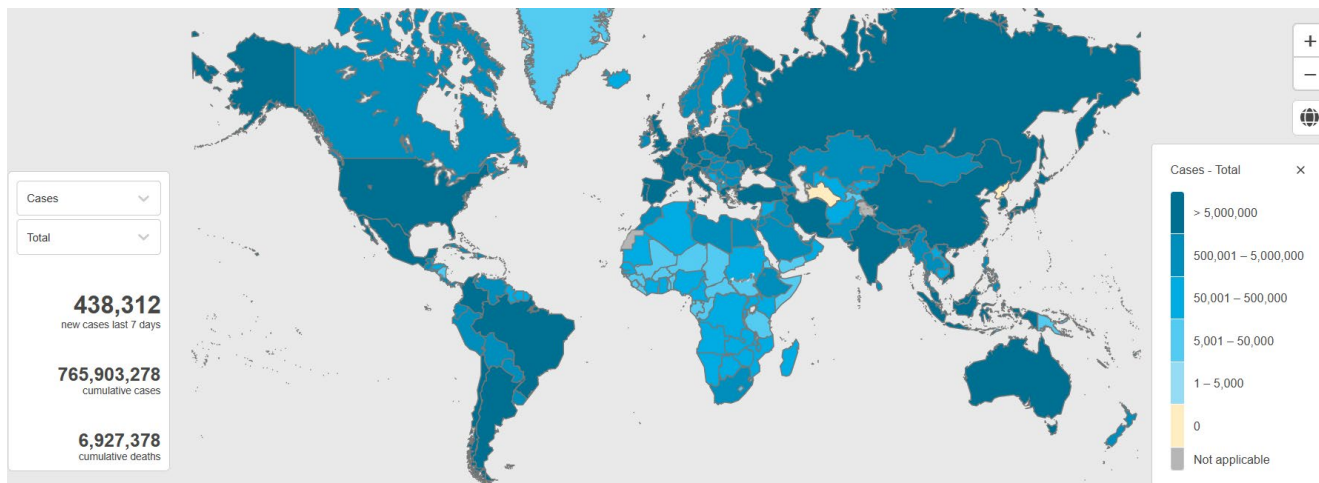 Cases
Total
438,312
new cases last 7 days
765,903,278
cumulative cases
6,927,378
cumulative deaths
+
−
Cases - Total ×
> 5,000,000
500,001 – 5,000,000
50,001 – 500,000
5,001 – 50,000
1 – 5,000
0
Not applicable